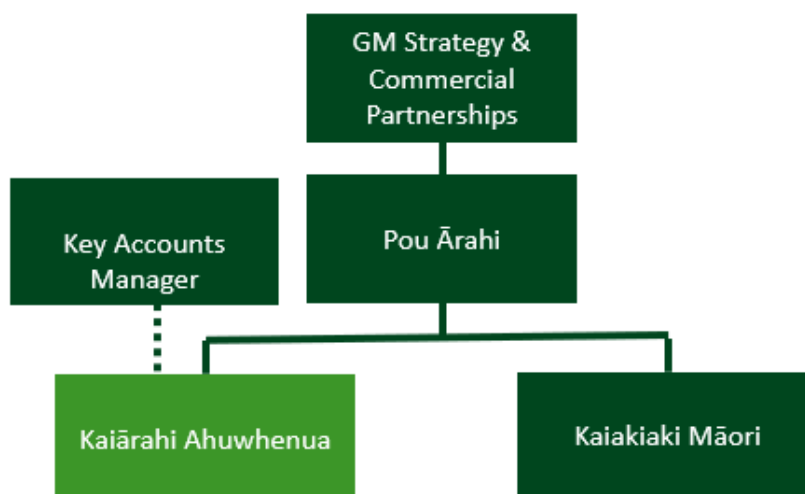 GM Strategy &
Commercial
Partnerships
Key Accounts
Manager
Pou Ārahi
Kaiārahi Ahuwhenua
Kaiakiaki Māori